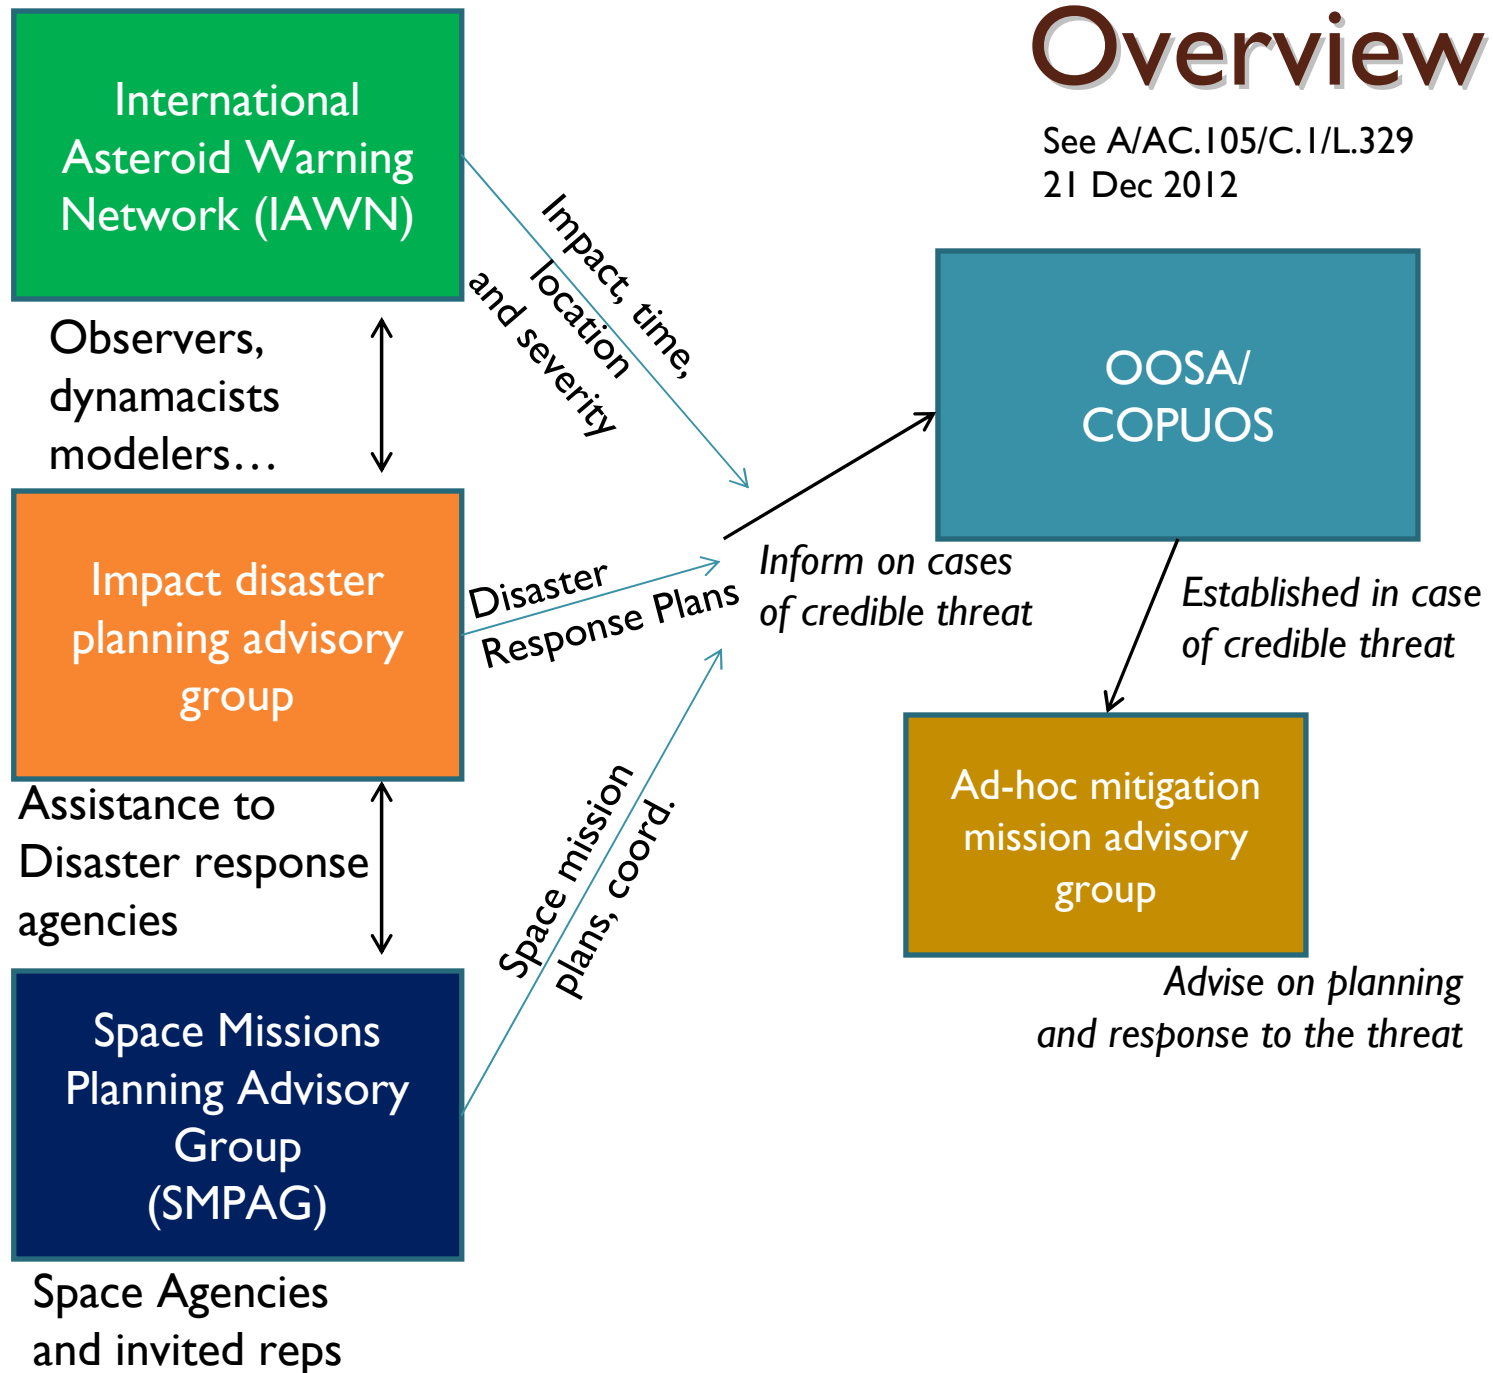 Overview
See A/AC.105/C.1/L.329
21 Dec 2012
International
Asteroid Warning
Network (IAWN)
Observers,
dynamacists
modelers…
Impact disaster
planning advisory
group
Assistance to
Disaster response
agencies
Space Missions
Planning Advisory
Group
(SMPAG)
Space Agencies
and invited reps
Impact, time,
location
and severity
Disaster
Response Plans
Space mission
plans, coord.
Inform on cases
of credible threat
OOSA/
COPUOS
Established in case
of credible threat
Ad-hoc mitigation
mission advisory
group
Advise on planning
and response to the threat